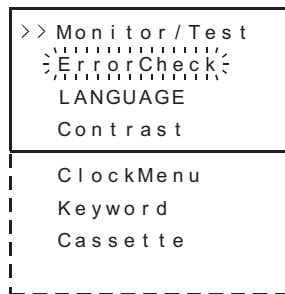 >> Monitor/Test
ErrorCheck
LANGUAGE
Contrast
ClockMenu
Keyword
Cassette